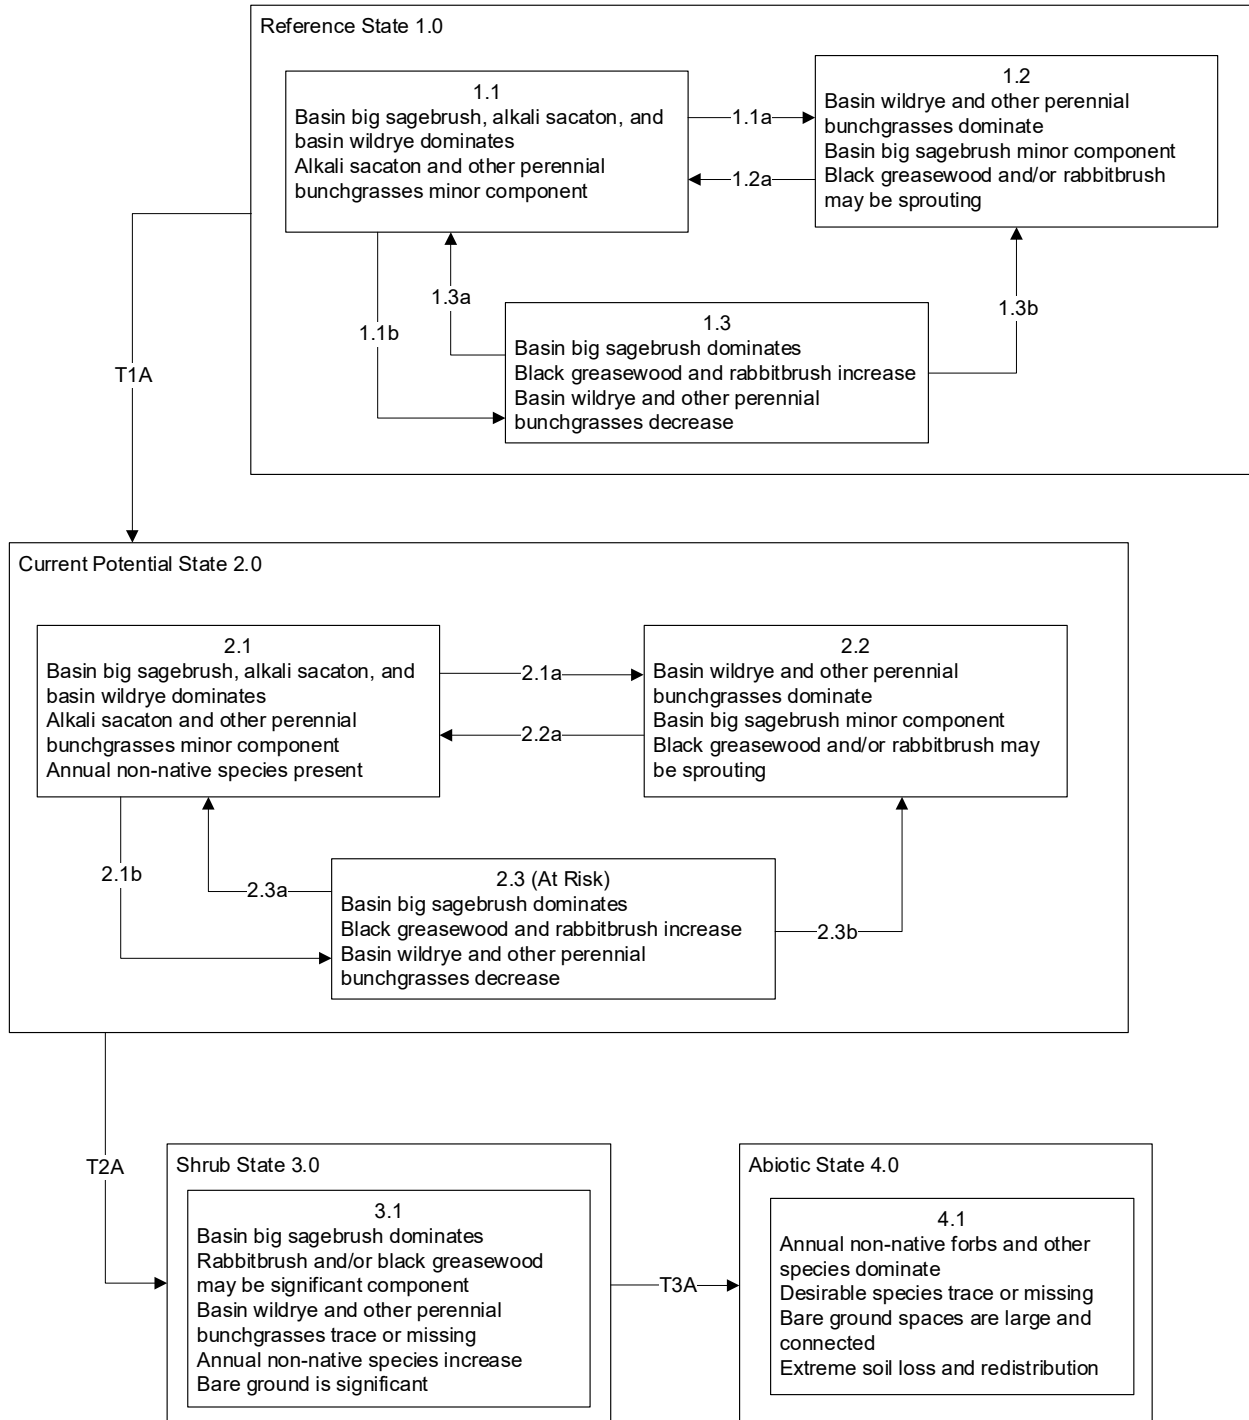 Reference State 1.0
1.1
Basin big sagebrush, alkali sacaton, and
basin wildrye dominates
Alkali sacaton and other perennial
bunchgrasses minor component
1.1a
1.2a
1.2
Basin wildrye and other perennial
bunchgrasses dominate
Basin big sagebrush minor component
Black greasewood and/or rabbitbrush
may be sprouting
1.1b
1.3a
1.3b
1.3
Basin big sagebrush dominates
Black greasewood and rabbitbrush increase
Basin wildrye and other perennial
bunchgrasses decrease
T1A
Current Potential State 2.0
2.1
Basin big sagebrush, alkali sacaton, and
basin wildrye dominates
Alkali sacaton and other perennial
bunchgrasses minor component
Annual non-native species present
2.1a
2.2a
2.2
Basin wildrye and other perennial
bunchgrasses dominate
Basin big sagebrush minor component
Black greasewood and/or rabbitbrush may
be sprouting
2.1b
2.3a
2.3b
2.3 (At Risk)
Basin big sagebrush dominates
Black greasewood and rabbitbrush increase
Basin wildrye and other perennial
bunchgrasses decrease
T2A
Shrub State 3.0
3.1
Basin big sagebrush dominates
Rabbitbrush and/or black greasewood
may be significant component
Basin wildrye and other perennial
bunchgrasses trace or missing
Annual non-native species increase
Bare ground is significant
T3A
Abiotic State 4.0
4.1
Annual non-native forbs and other
species dominate
Desirable species trace or missing
Bare ground spaces are large and
connected
Extreme soil loss and redistribution